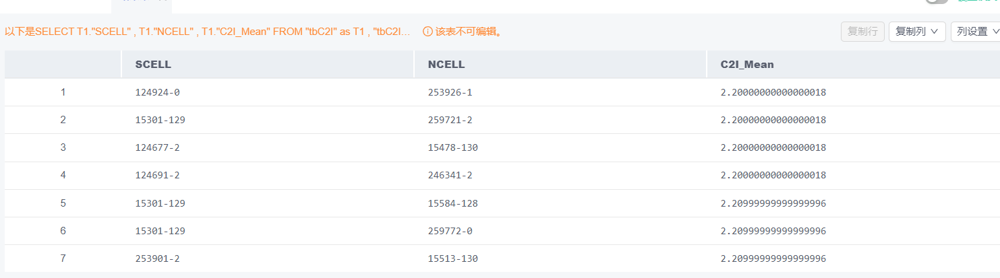 以下是SELECT T1."SCELL" , T1."NCELL" , T1."C2I_Mean" FROM "tbC2I" as T1 , "tbC2I... 该表不可编辑。 复制行 复制列 列设置
SCELL NCELL C2I_Mean
1 124924-0 253926-1 2.20000000000000018
2 15301-129 259721-2 2.20000000000000018
3 124677-2 15478-130 2.20000000000000018
4 124691-2 246341-2 2.20000000000000018
5 15301-129 15584-128 2.20999999999999996
6 15301-129 259772-0 2.20999999999999996
7 253901-2 15513-130 2.20999999999999996